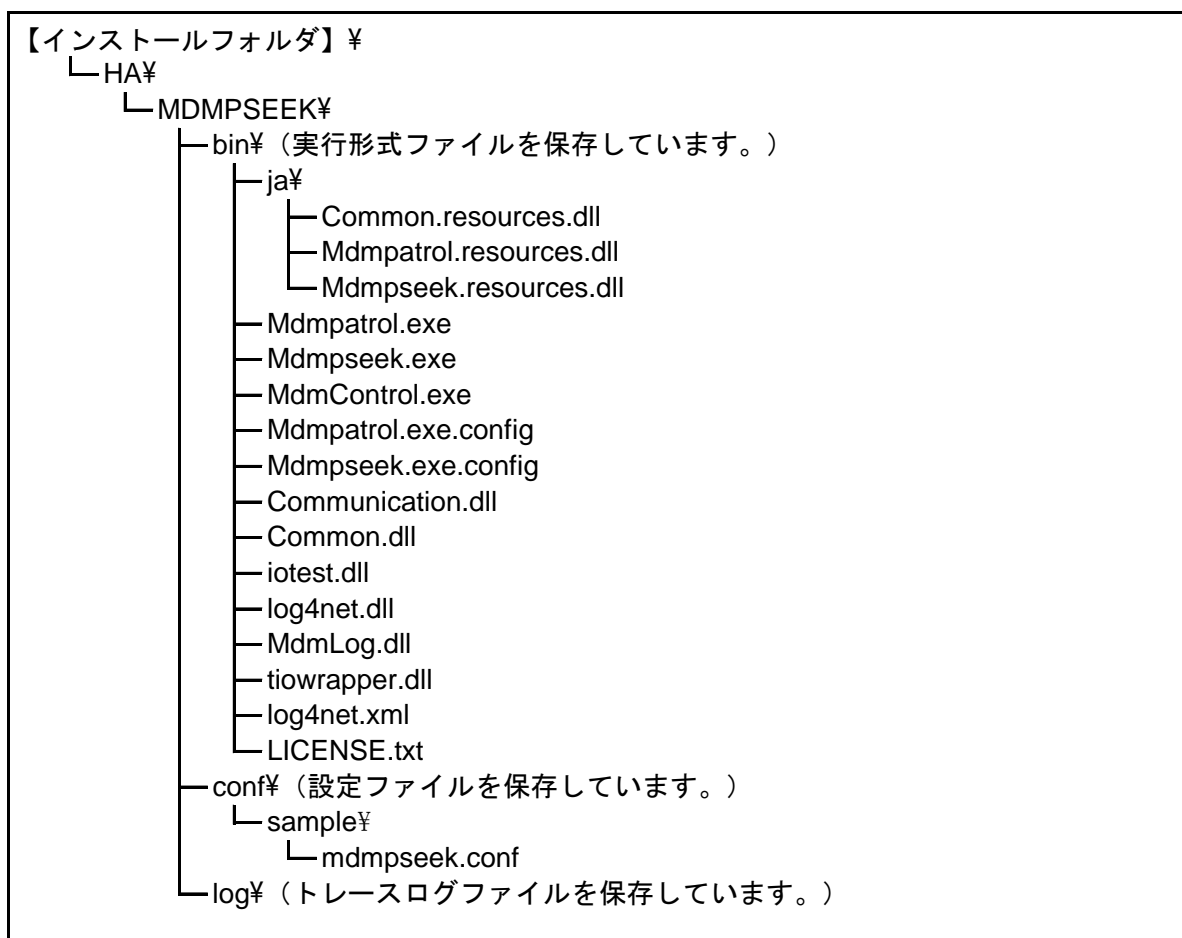 【インストールフォルダ】¥
HA¥
MDMPSEEK¥
bin¥（実行形式ファイルを保存しています。）
ja¥
Common.resources.dll
Mdmpatrol.resources.dll
Mdmpseek.resources.dll
Mdmpatrol.exe
Mdmpseek.exe
MdmControl.exe
Mdmpatrol.exe.config
Mdmpseek.exe.config
Communication.dll
Common.dll
iotest.dll
log4net.dll
MdmLog.dll
tiowrapper.dll
log4net.xml
LICENSE.txt
conf¥（設定ファイルを保存しています。）
sample¥
mdmpseek.conf
log¥（トレースログファイルを保存しています。）